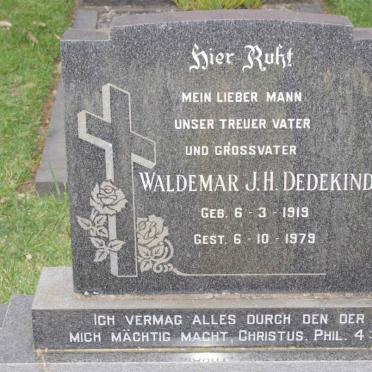 Hier Ruht
MEIN LIEBER MANN
UNSER TREUER VATER
UND GROSSVATER
WALDEMAR J.H. DEDEKIND
GEB. 6 - 3 - 1919
GEST. 6 - 10 - 1979
ICH VERMAG ALLES DURCH DEN DER
MICH MÄCHTIG MACHT, CHRISTUS, PHIL. 4